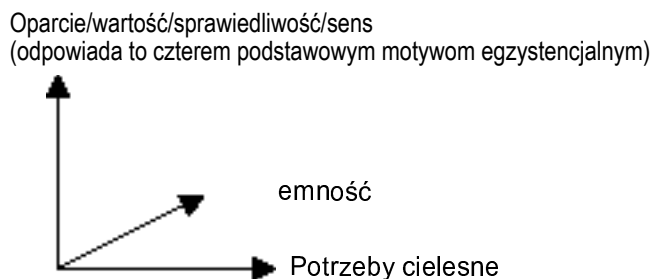 Oparcie/wartość/sprawiedliwość/sens
(odpowiada to czterem podstawowym motywom egzystencjalnym)
emność
Potrzeby cielesne